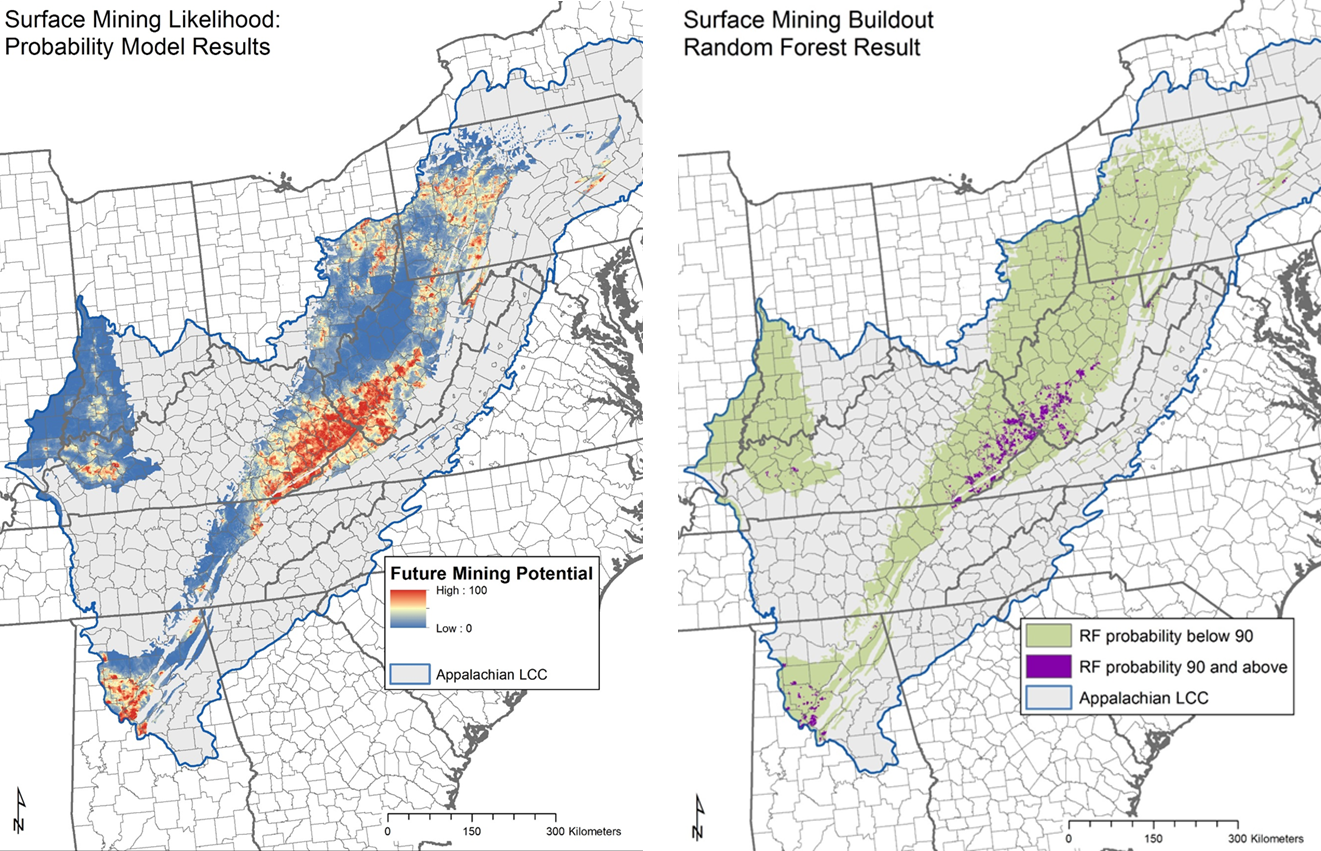 Surface Mining Likelihood:
Probability Model Results
Future Mining Potential
High : 100
Low : 0
Appalachian LCC
N
0 150 300 Kilometers
Surface Mining Buildout
Random Forest Result
RF probability below 90
RF probability 90 and above
Appalachian LCC
N
0 150 300 Kilometers